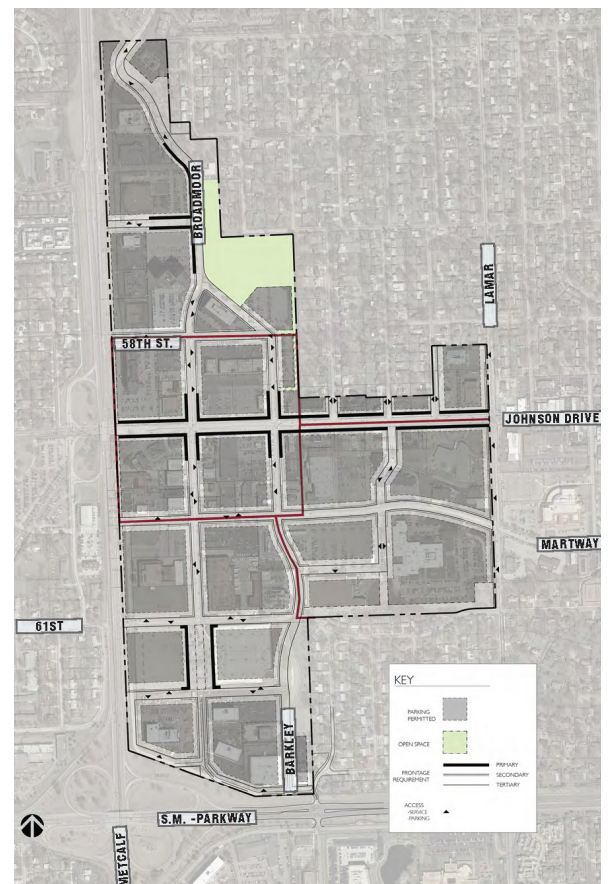 BROADMOOR
LAMAR
58TH ST.
JOHNSON DRIVE
MARTWAY
61ST
KEY
PARKING
PERMITTED
OPEN SPACE
FRONTAGE
REQUIREMENT
PRIMARY
SECONDARY
TERTIARY
ACCESS
-SERVICE
-PARKING
BARKLEY
S.M. -PARKWAY
METCALF